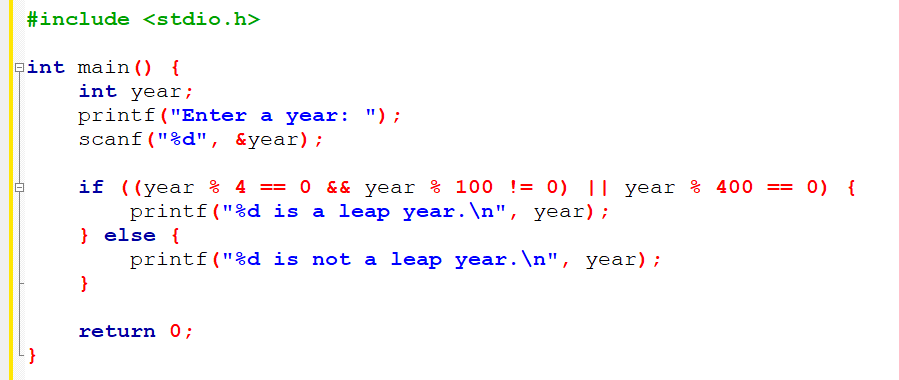 #include <stdio.h>
int main() {
    int year;
    printf("Enter a year: ");
    scanf("%d", &year);
    if ((year % 4 == 0 && year % 100 != 0) || year % 400 == 0) {
        printf("%d is a leap year.\n", year);
    } else {
        printf("%d is not a leap year.\n", year);
    }
    return 0;
}